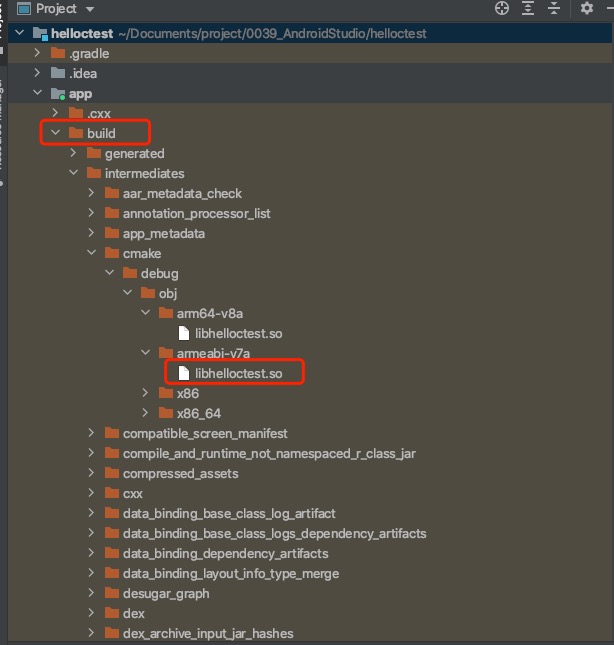 Project
helloctest ~/Documents/project/0039_AndroidStudio/helloctest
.gradle
.idea
app
.cxx
build
generated
intermediates
aar_metadata_check
annotation_processor_list
app_metadata
cmake
debug
obj
arm64-v8a
libhelloctest.so
armeabi-v7a
libhelloctest.so
x86
x86_64
compatible_screen_manifest
compile_and_runtime_not_namespaced_r_class_jar
compressed_assets
cxx
data_binding_base_class_log_artifact
data_binding_base_class_logs_dependency_artifacts
data_binding_dependency_artifacts
data_binding_layout_info_type_merge
desugar_graph
dex
dex_archive_input_jar_hashes